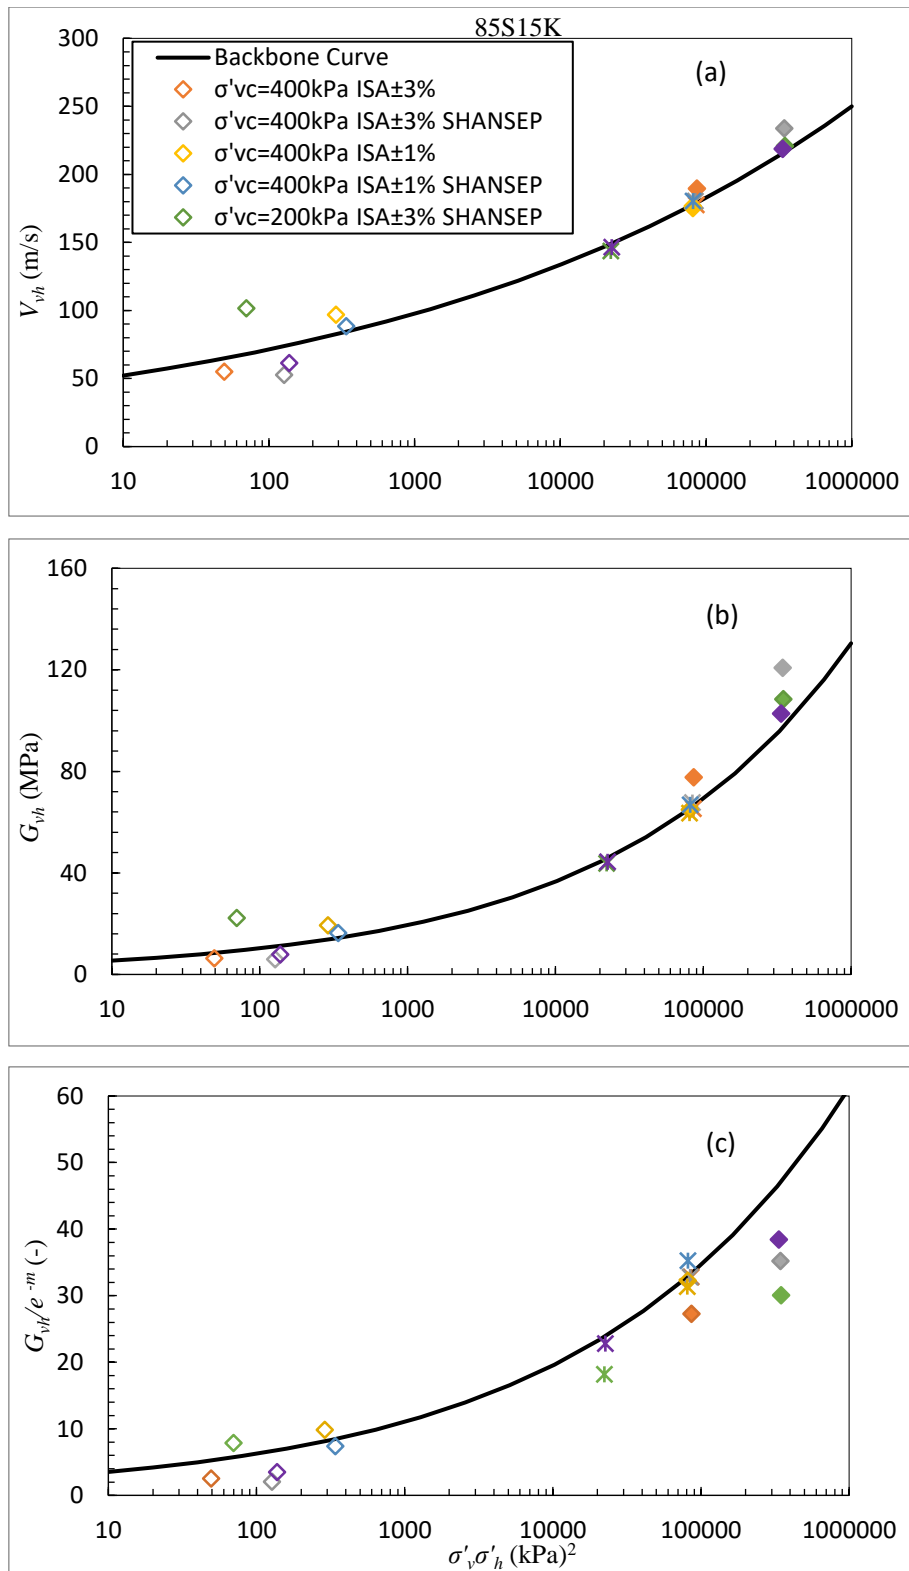 85S15K
300
250
200
150
100
50
0
V_vh (m/s)
Backbone Curve
σ'vc=400kPa ISA±3%
σ'vc=400kPa ISA±3% SHANSEP
σ'vc=400kPa ISA±1%
σ'vc=400kPa ISA±1% SHANSEP
σ'vc=200kPa ISA±3% SHANSEP
(a)
10 100 1000 10000 100000 1000000
160
120
80
40
0
G_vh (MPa)
(b)
10 100 1000 10000 100000 1000000
60
50
40
30
20
10
0
G_vh/e^-m (-)
(c)
10 100 1000 10000 100000 1000000
σ'_vσ'_h (kPa)²